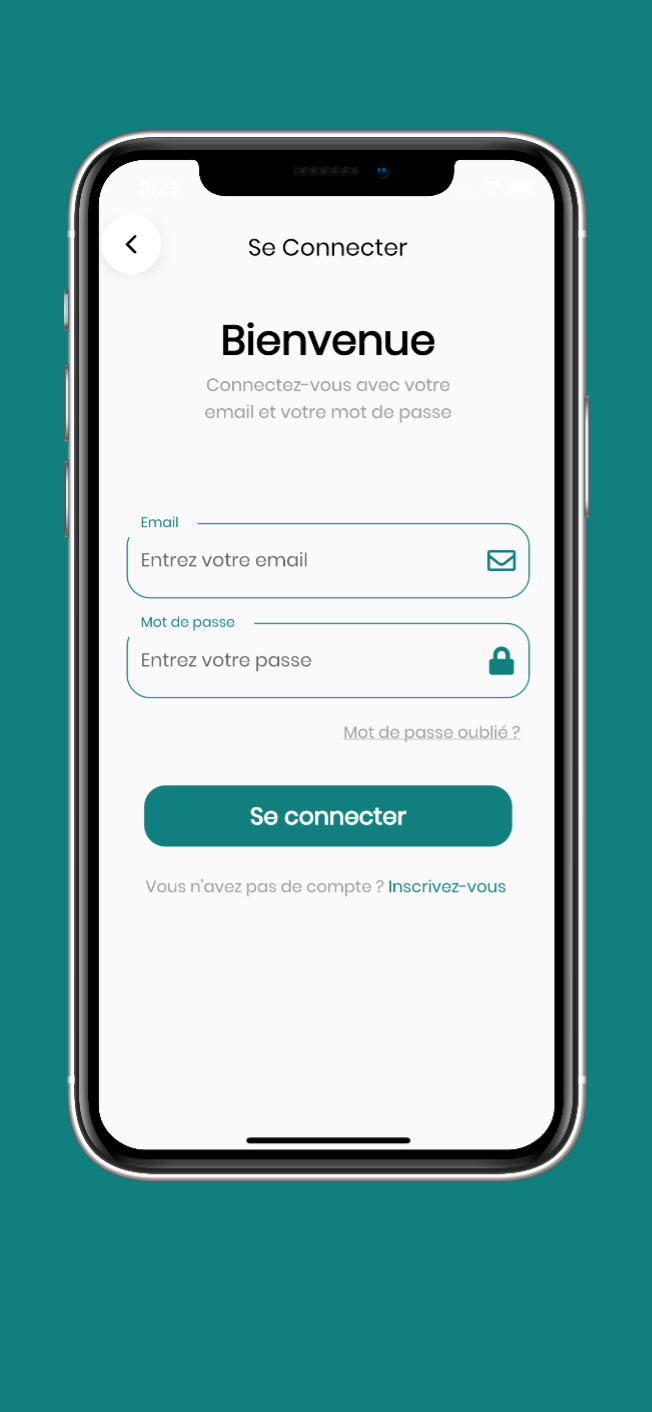 3:23
Se Connecter
Bienvenue
Connectez-vous avec votre
email et votre mot de passe
Email
Entrez votre email
Mot de passe
Entrez votre passe
Mot de passe oublié ?
Se connecter
Vous n'avez pas de compte ? Inscrivez-vous